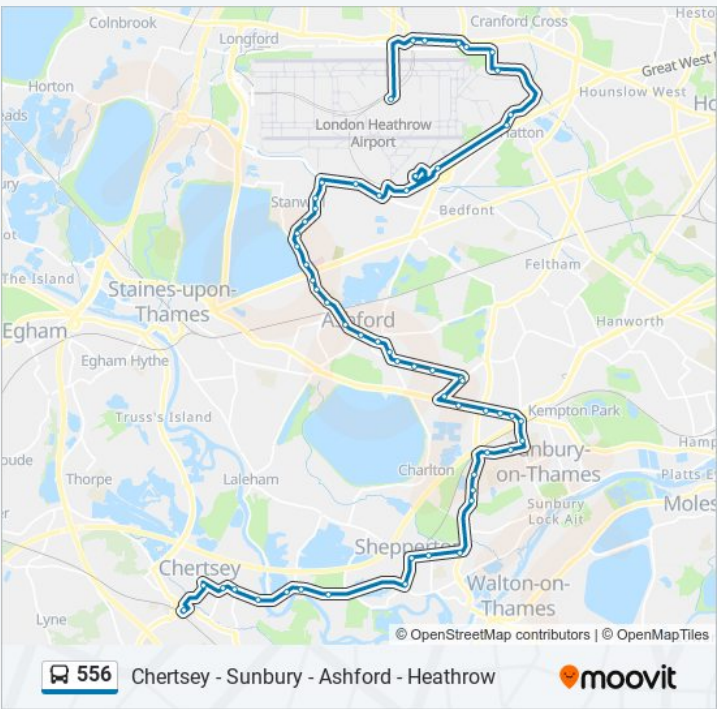 Colnbrook
Longford
Cranford Cross
Heston
Horton
Great West
Hounslow West
London Heathrow
Airport
Hatton
Stanwell
Bedfont
The Island
Feltham
Staines-upon-
Thames
Ashford
Hanworth
Egham
Egham Hythe
Truss's Island
Kempton Park
Sunbury-
on-Thames
Charlton
Thorpe
Laleham
Platts E
Sunbury
Lock Ait
Moles
Shepperton
Chertsey
Walton-on-
Thames
Lyne
© OpenStreetMap contributors | © OpenMapTiles
556 Chertsey - Sunbury - Ashford - Heathrow
moovit